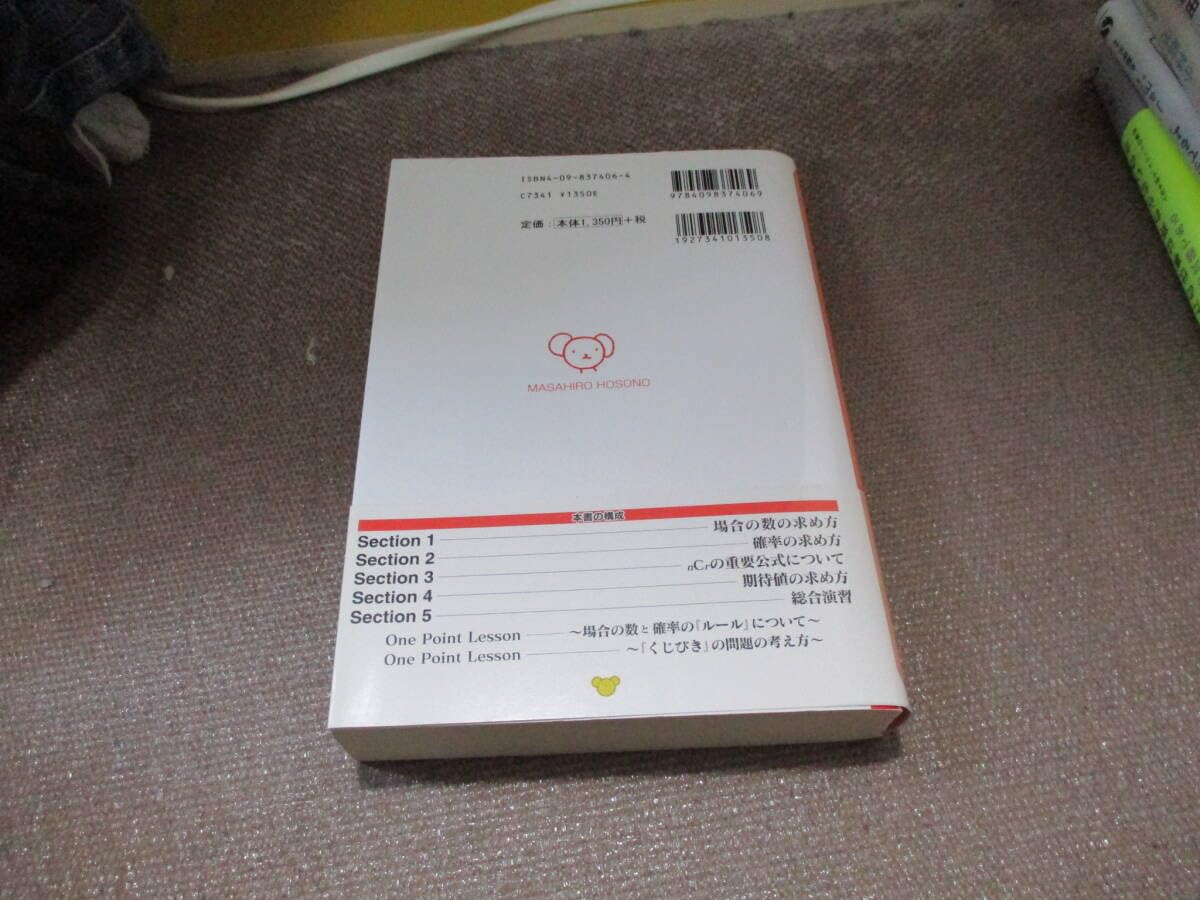 ISBN4-09-837406-4
C7341 ¥1350E
定価：本体1,350円+税
9784098374069
1927341013508
MASAHIRO HOSONO
本書の構成
Section 1 場合の数の求め方
Section 2 確率の求め方
Section 3 nCrの重要公式について
Section 4 期待値の求め方
Section 5 総合演習
One Point Lesson ～場合の数と確率の『ルール』について～
One Point Lesson ～『くじびき』の問題の考え方～